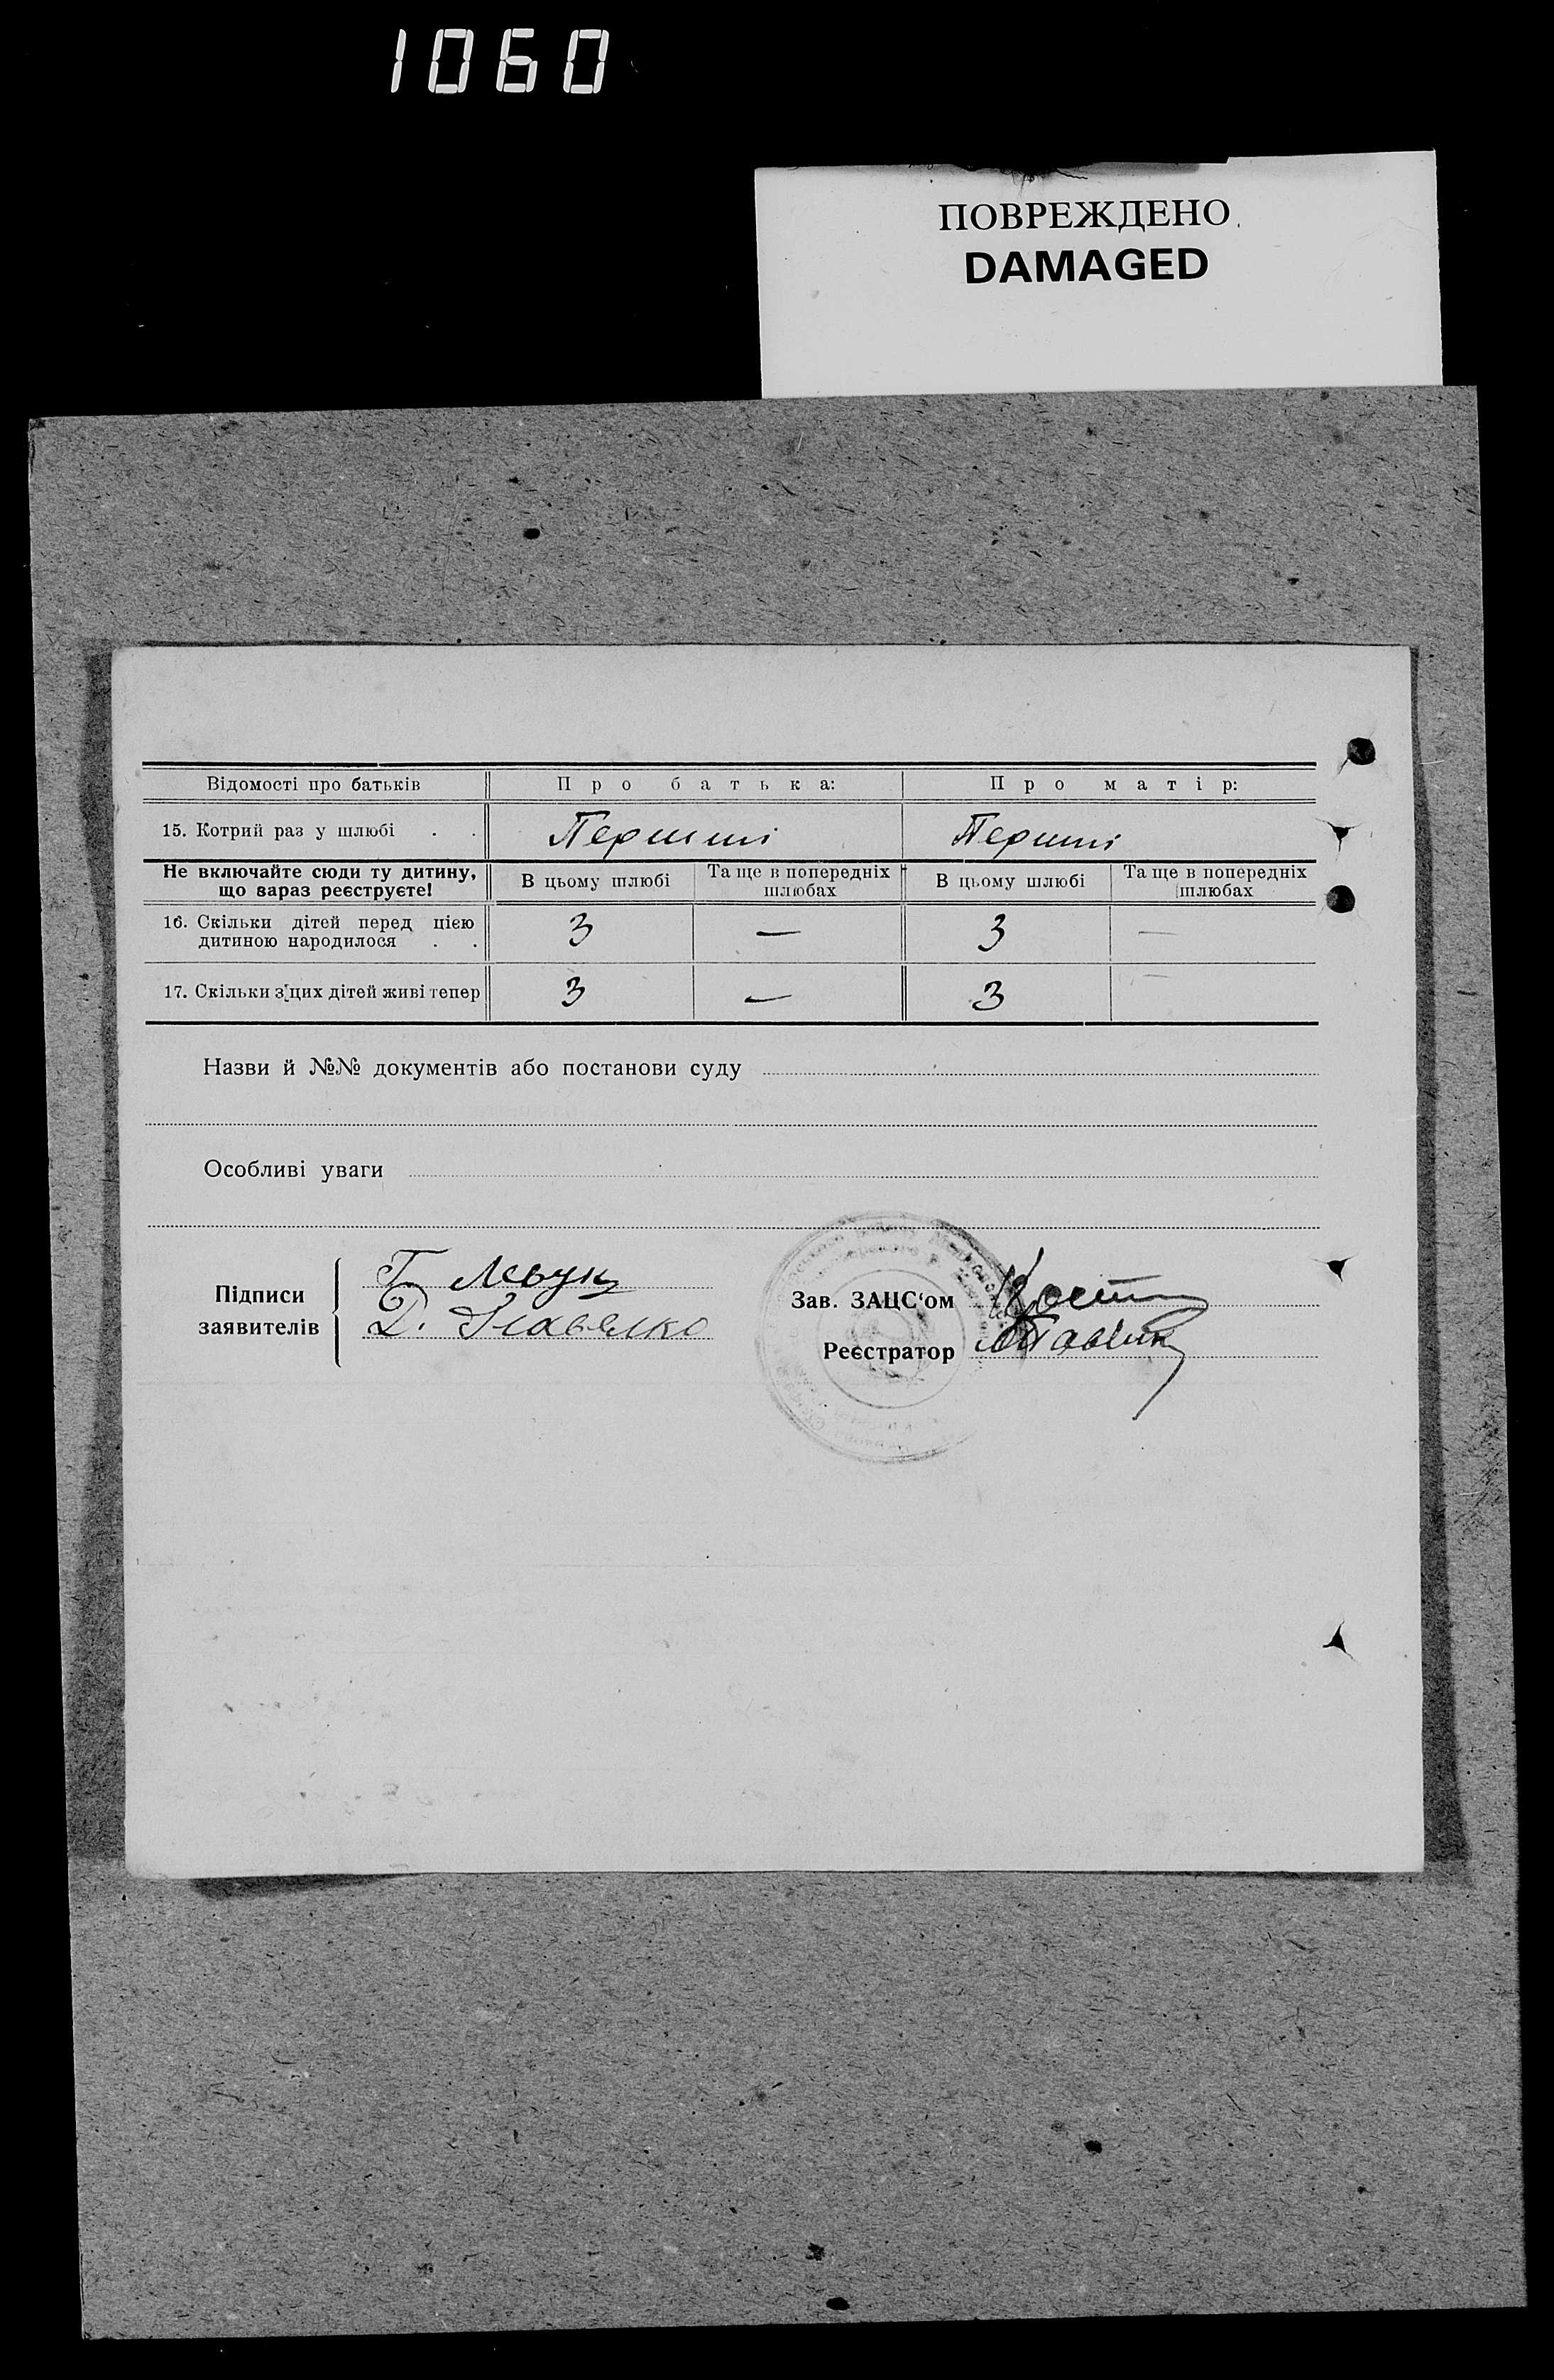 1060
ПОВРЕЖДЕНО
DAMAGED
Відомості про батьків Про батька: Про матір:
15. Котрий раз у шлюбі . . Перший Перший
Не включайте сюди ту дитину, що вараз реєструєте! В цьому шлюбі Та ще в попередніх шлюбах В цьому шлюбі Та ще в попередніх шлюбах
16. Скільки дітей перед цією
дитиною народилося . . 3 — 3 —
17. Скільки з цих дітей живі тепер 3 — 3 —
Назви й №№ документів або постанови суду
Особливі уваги
Підписи
заявителів
Д.
Зав. ЗАЦС'ом
Реєстратор